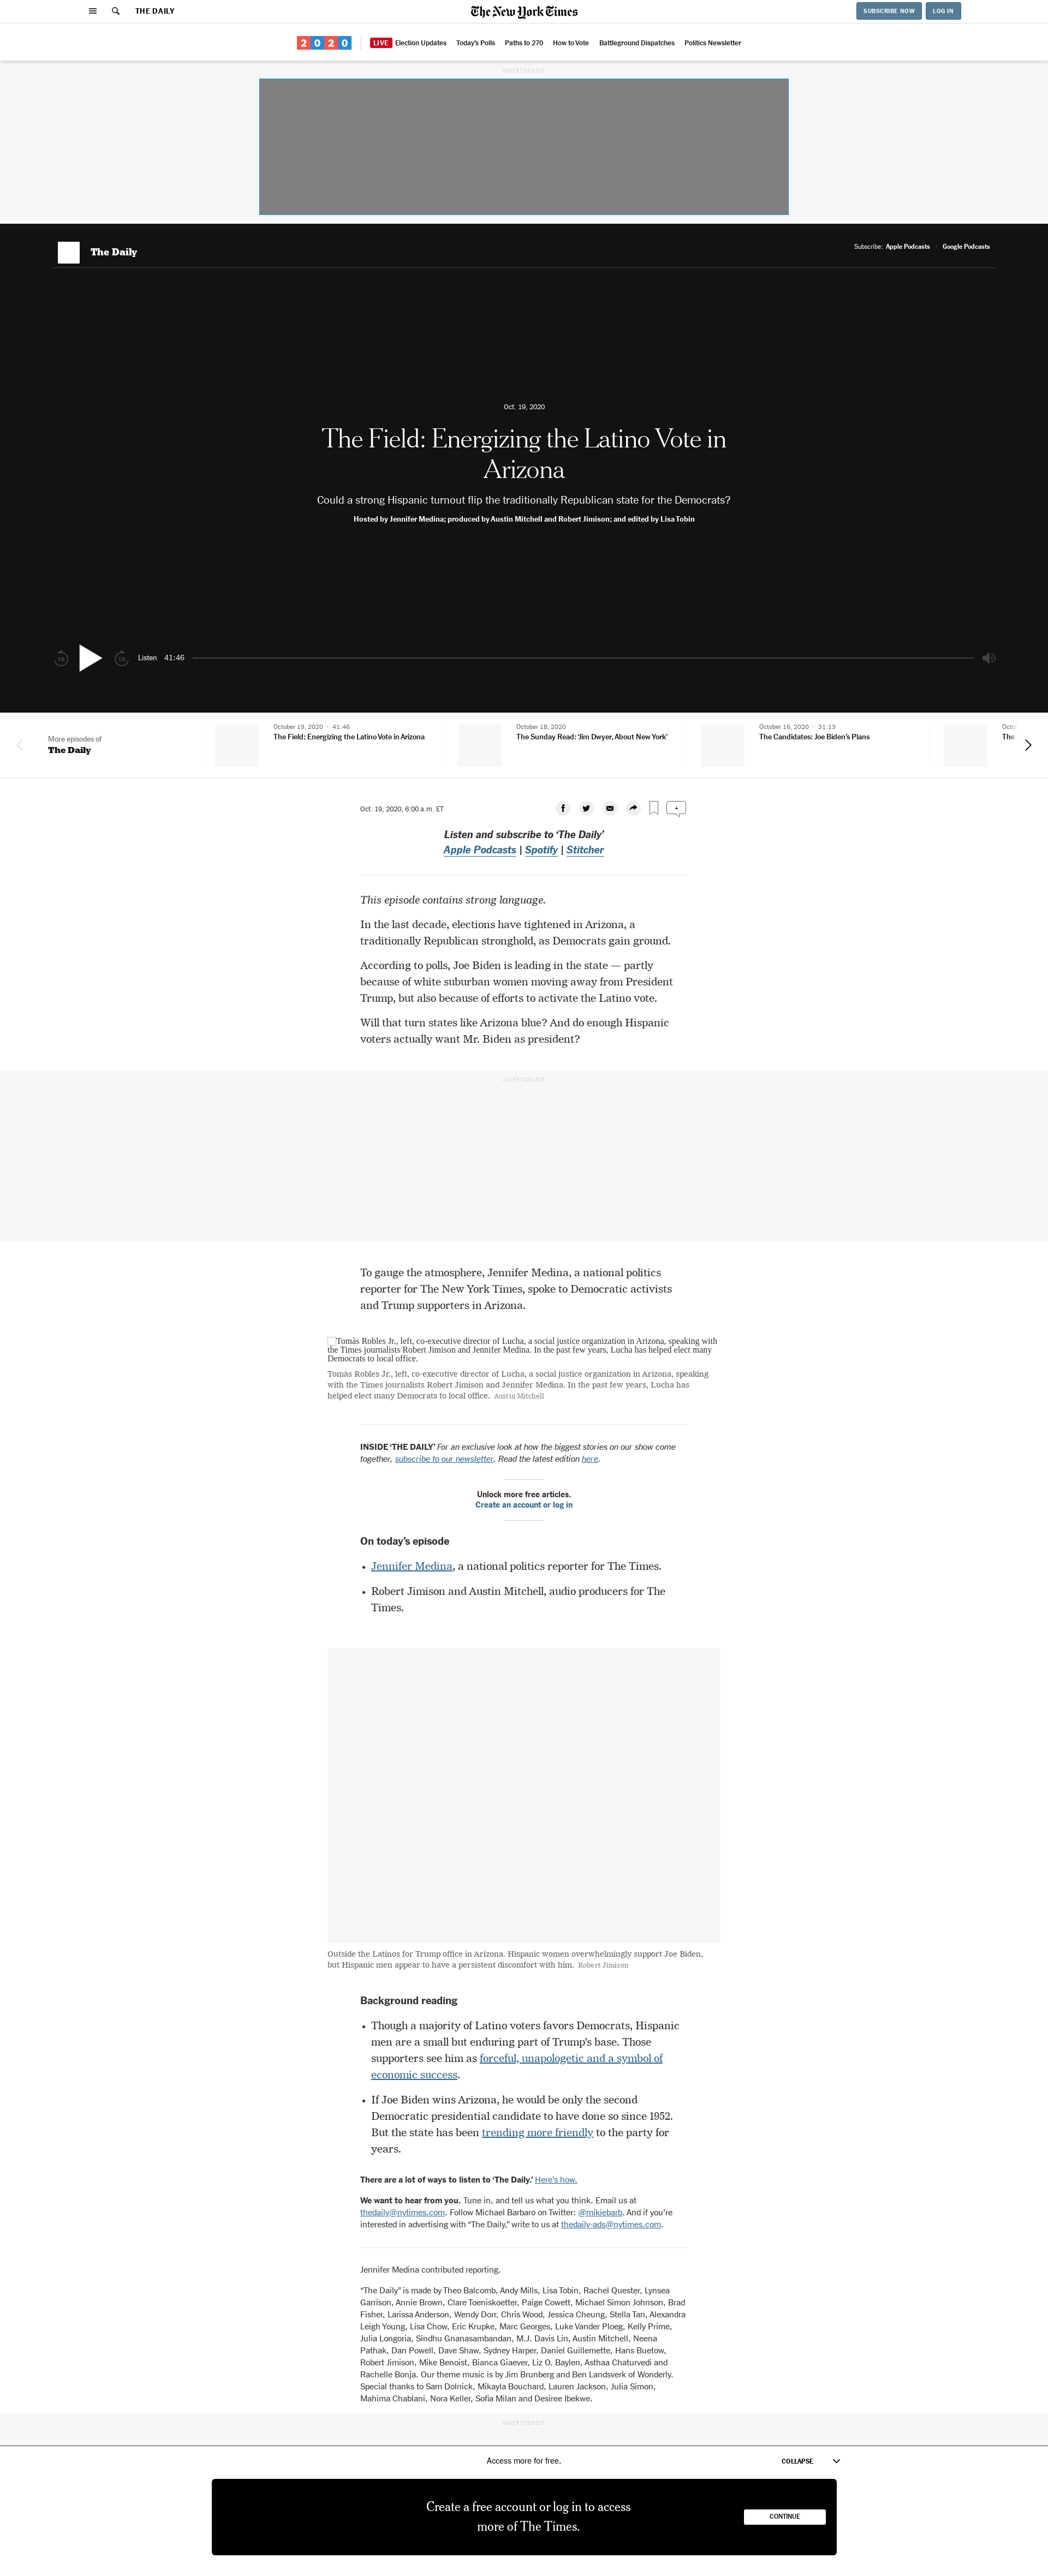 THE DAILY
The New York Times
SUBSCRIBE NOW
LOG IN
2020
LIVE Election Updates
Today's Polls
Paths to 270
How to Vote
Battleground Dispatches
Politics Newsletter
ADVERTISEMENT
The Daily
Subscribe: Apple Podcasts · Google Podcasts
Oct. 19, 2020
The Field: Energizing the Latino Vote in
Arizona
Could a strong Hispanic turnout flip the traditionally Republican state for the Democrats?
Hosted by Jennifer Medina; produced by Austin Mitchell and Robert Jimison; and edited by Lisa Tobin
10
10
Listen 41:46
More episodes of
The Daily
October 19, 2020 · 41:46
The Field: Energizing the Latino Vote in Arizona
October 18, 2020
The Sunday Read: ‘Jim Dwyer, About New York’
October 16, 2020 · 31:13
The Candidates: Joe Biden’s Plans
The
Oct. 19, 2020, 6:00 a.m. ET
+
Listen and subscribe to ‘The Daily’
Apple Podcasts | Spotify | Stitcher
This episode contains strong language.
In the last decade, elections have tightened in Arizona, a
traditionally Republican stronghold, as Democrats gain ground.
According to polls, Joe Biden is leading in the state — partly
because of white suburban women moving away from President
Trump, but also because of efforts to activate the Latino vote.
Will that turn states like Arizona blue? And do enough Hispanic
voters actually want Mr. Biden as president?
ADVERTISEMENT
To gauge the atmosphere, Jennifer Medina, a national politics
reporter for The New York Times, spoke to Democratic activists
and Trump supporters in Arizona.
Tomàs Robles Jr., left, co-executive director of Lucha, a social justice organization in Arizona, speaking with
the Times journalists Robert Jimison and Jennifer Medina. In the past few years, Lucha has helped elect many
Democrats to local office.
Tomàs Robles Jr., left, co-executive director of Lucha, a social justice organization in Arizona, speaking
with the Times journalists Robert Jimison and Jennifer Medina. In the past few years, Lucha has
helped elect many Democrats to local office. Austin Mitchell
INSIDE ‘THE DAILY’ For an exclusive look at how the biggest stories on our show come
together, subscribe to our newsletter. Read the latest edition here.
Unlock more free articles.
Create an account or log in
On today’s episode
• Jennifer Medina, a national politics reporter for The Times.
• Robert Jimison and Austin Mitchell, audio producers for The
Times.
Outside the Latinos for Trump office in Arizona. Hispanic women overwhelmingly support Joe Biden,
but Hispanic men appear to have a persistent discomfort with him. Robert Jimison
Background reading
• Though a majority of Latino voters favors Democrats, Hispanic
men are a small but enduring part of Trump’s base. Those
supporters see him as forceful, unapologetic and a symbol of
economic success.
• If Joe Biden wins Arizona, he would be only the second
Democratic presidential candidate to have done so since 1952.
But the state has been trending more friendly to the party for
years.
There are a lot of ways to listen to ‘The Daily.’ Here’s how.
We want to hear from you. Tune in, and tell us what you think. Email us at
thedaily@nytimes.com. Follow Michael Barbaro on Twitter: @mikiebarb. And if you’re
interested in advertising with “The Daily,” write to us at thedaily-ads@nytimes.com.
Jennifer Medina contributed reporting.
“The Daily” is made by Theo Balcomb, Andy Mills, Lisa Tobin, Rachel Quester, Lynsea
Garrison, Annie Brown, Clare Toeniskoetter, Paige Cowett, Michael Simon Johnson, Brad
Fisher, Larissa Anderson, Wendy Dorr, Chris Wood, Jessica Cheung, Stella Tan, Alexandra
Leigh Young, Lisa Chow, Eric Krupke, Marc Georges, Luke Vander Ploeg, Kelly Prime,
Julia Longoria, Sindhu Gnanasambandan, M.J. Davis Lin, Austin Mitchell, Neena
Pathak, Dan Powell, Dave Shaw, Sydney Harper, Daniel Guillemette, Hans Buetow,
Robert Jimison, Mike Benoist, Bianca Giaever, Liz O. Baylen, Asthaa Chaturvedi and
Rachelle Bonja. Our theme music is by Jim Brunberg and Ben Landsverk of Wonderly.
Special thanks to Sam Dolnick, Mikayla Bouchard, Lauren Jackson, Julia Simon,
Mahima Chablani, Nora Keller, Sofia Milan and Desiree Ibekwe.
ADVERTISEMENT
Access more for free.
COLLAPSE
Create a free account or log in to access
more of The Times.
CONTINUE